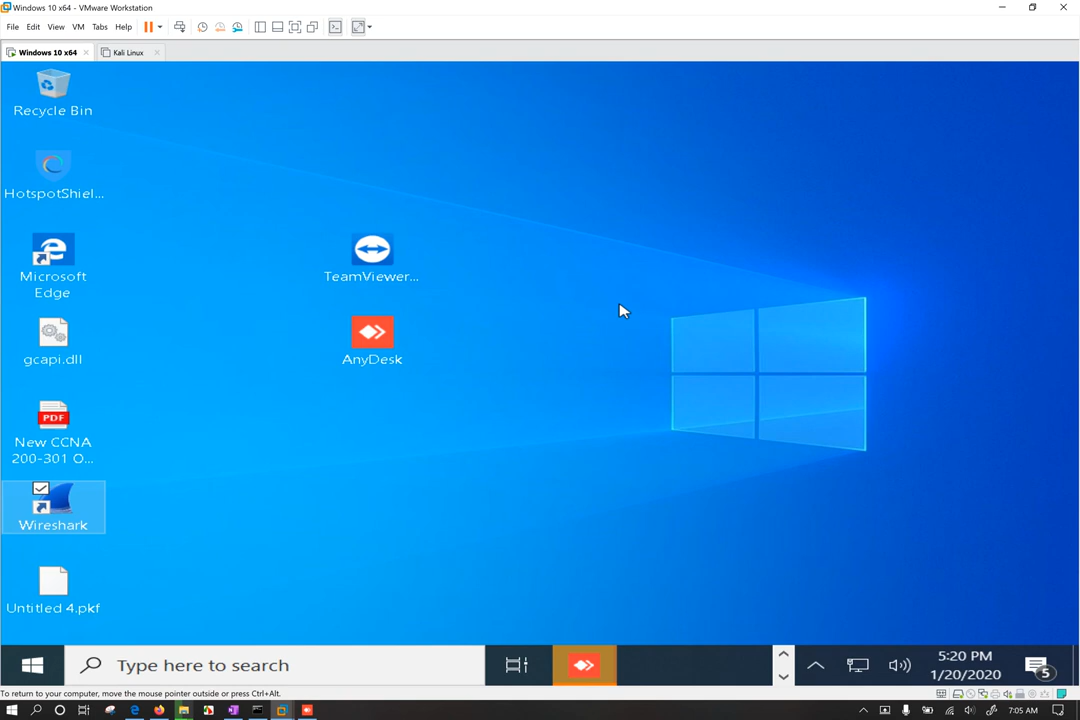 Windows 10 x64 - VMware Workstation
File Edit View VM Tabs Help
Windows 10 x64 Kali Linux
Recycle Bin
HotspotShiel...
Microsoft
Edge
TeamViewer...
gcapi.dll
AnyDesk
PDF
New CCNA
200-301 O...
Wireshark
Untitled 4.pkf
Type here to search
5:20 PM
1/20/2020
5
To return to your computer, move the mouse pointer outside or press Ctrl+Alt.
7:05 AM